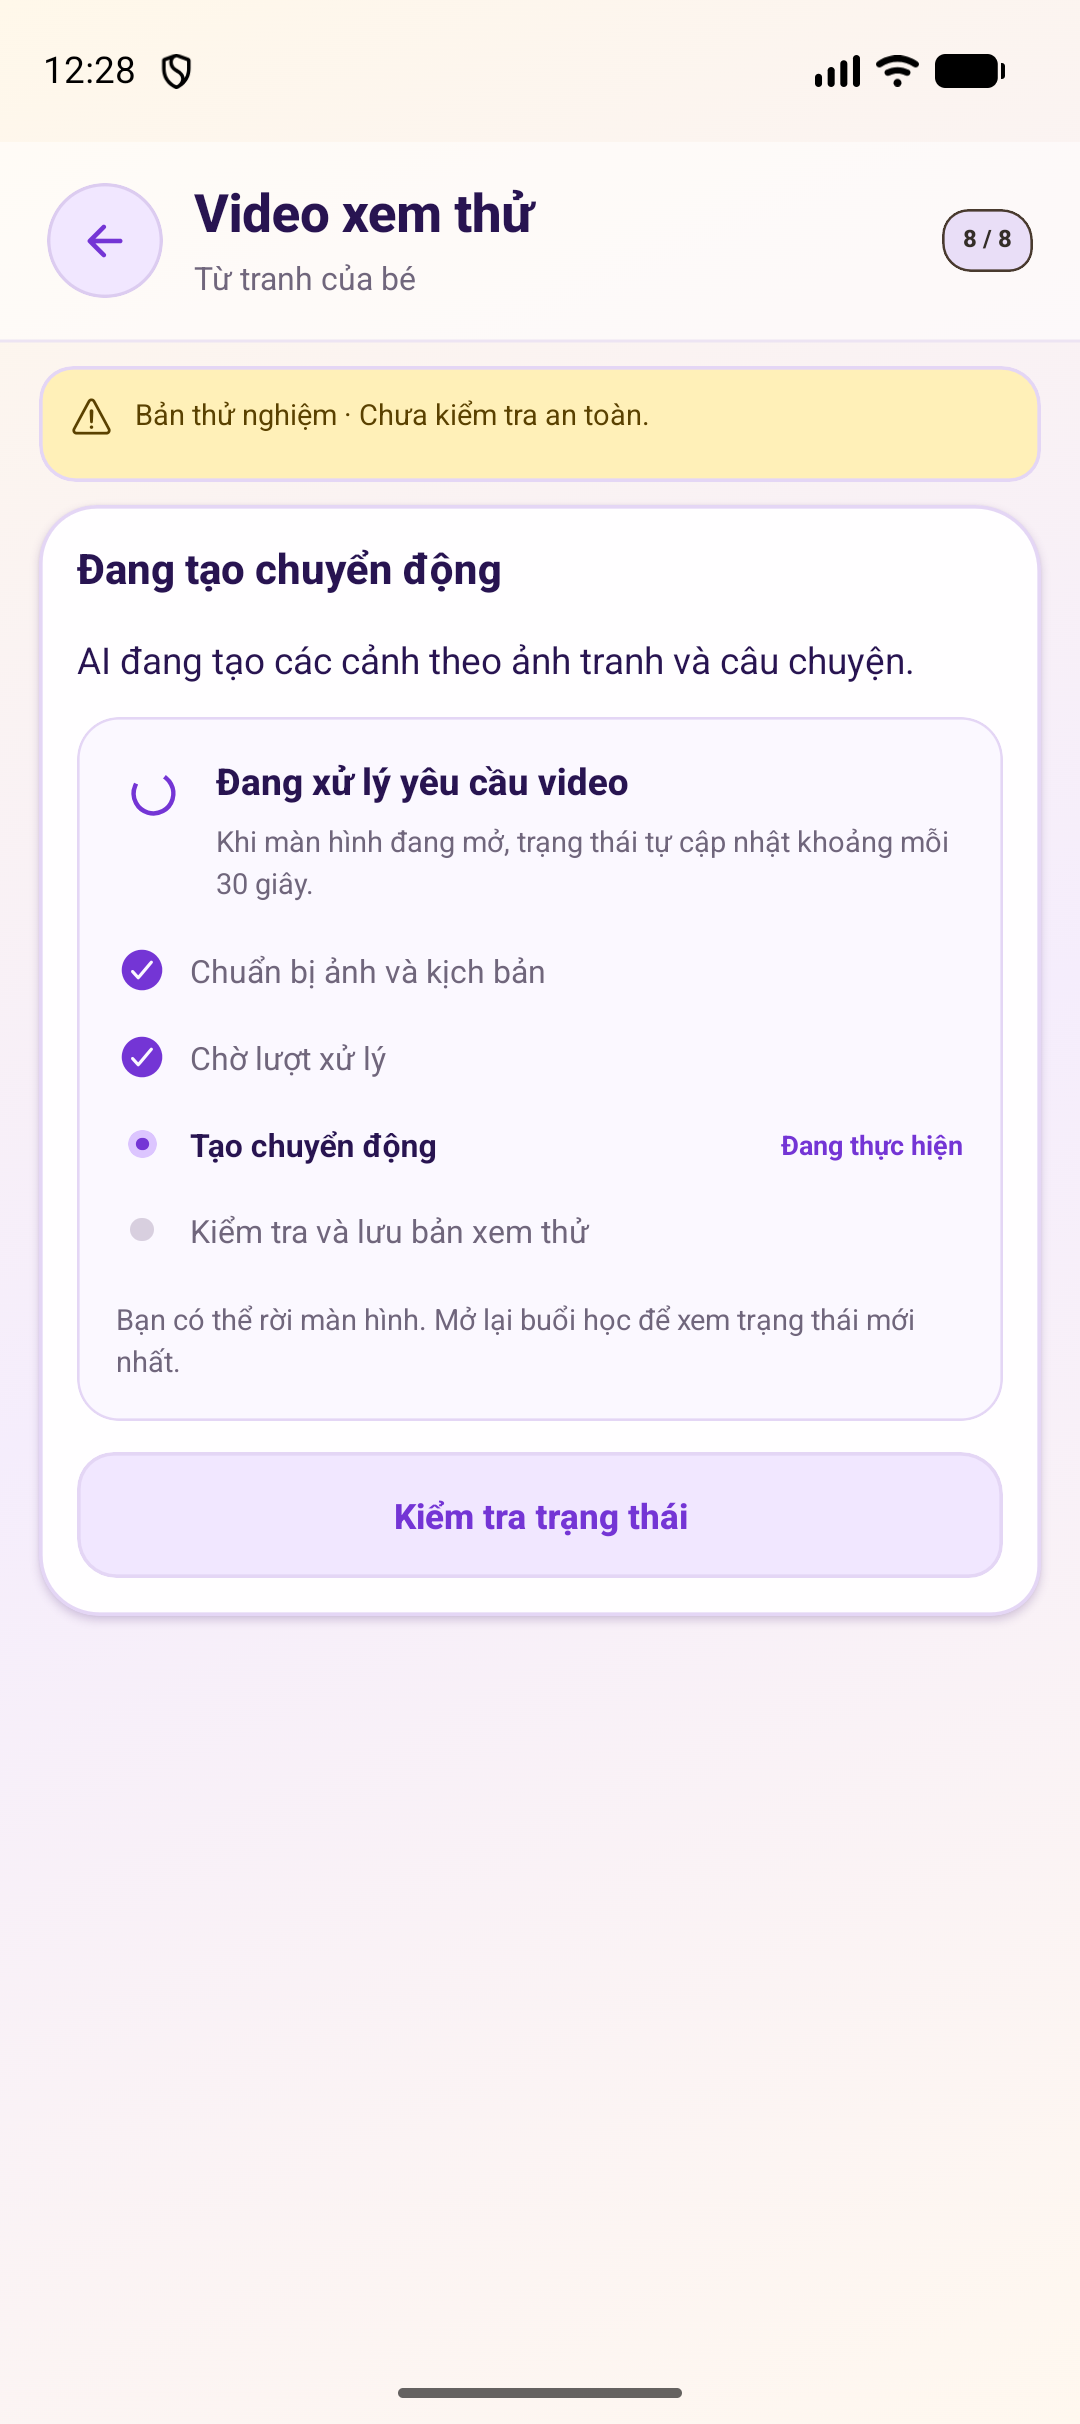 12:28
Video xem thử
Từ tranh của bé
8 / 8
Bản thử nghiệm · Chưa kiểm tra an toàn.
Đang tạo chuyển động
AI đang tạo các cảnh theo ảnh tranh và câu chuyện.
Đang xử lý yêu cầu video
Khi màn hình đang mở, trạng thái tự cập nhật khoảng mỗi
30 giây.
Chuẩn bị ảnh và kịch bản
Chờ lượt xử lý
Tạo chuyển động
Đang thực hiện
Kiểm tra và lưu bản xem thử
Bạn có thể rời màn hình. Mở lại buổi học để xem trạng thái mới
nhất.
Kiểm tra trạng thái